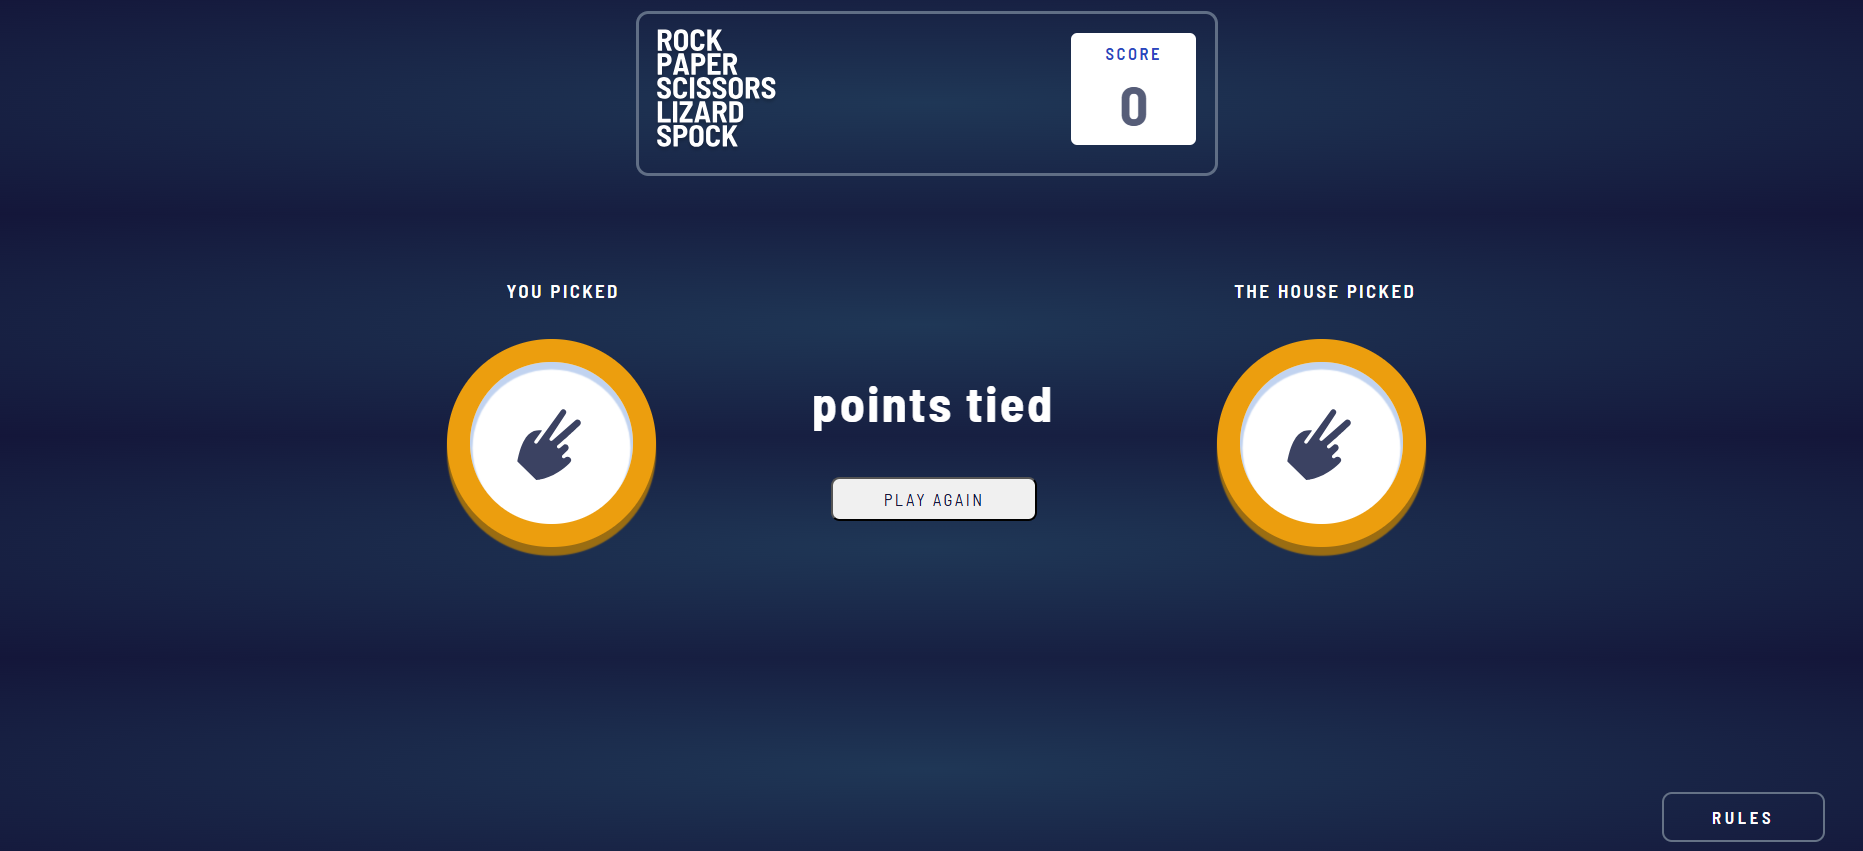 ROCK
PAPER
SCISSORS
LIZARD
SPOCK
SCORE
0
YOU PICKED
THE HOUSE PICKED
points tied
PLAY AGAIN
RULES